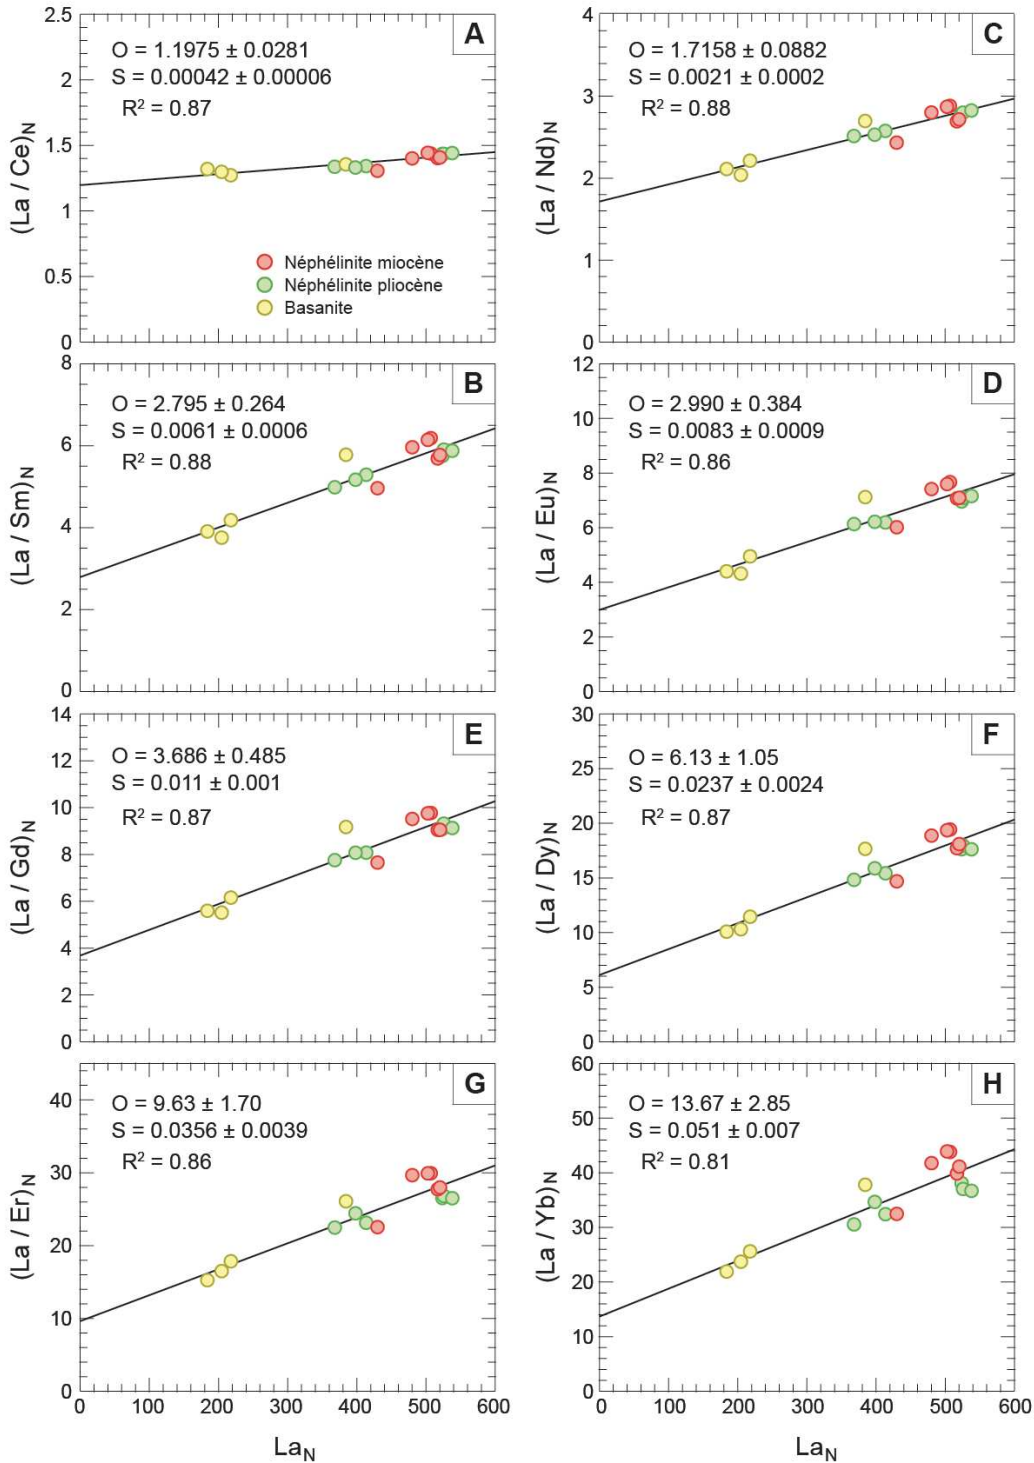 A
O = 1.1975 ± 0.0281
S = 0.00042 ± 0.00006
R² = 0.87
(La / Ce)N
2.5
2
1.5
1
0.5
0
Néphélinite miocène
Néphélinite pliocène
Basanite
C
O = 1.7158 ± 0.0882
S = 0.0021 ± 0.0002
R² = 0.88
(La / Nd)N
4
3
2
1
0
B
O = 2.795 ± 0.264
S = 0.0061 ± 0.0006
R² = 0.88
(La / Sm)N
8
6
4
2
0
D
O = 2.990 ± 0.384
S = 0.0083 ± 0.0009
R² = 0.86
(La / Eu)N
12
10
8
6
4
2
0
E
O = 3.686 ± 0.485
S = 0.011 ± 0.001
R² = 0.87
(La / Gd)N
14
12
10
8
6
4
2
0
F
O = 6.13 ± 1.05
S = 0.0237 ± 0.0024
R² = 0.87
(La / Dy)N
30
25
20
15
10
5
0
G
O = 9.63 ± 1.70
S = 0.0356 ± 0.0039
R² = 0.86
(La / Er)N
40
30
20
10
0
0 100 200 300 400 500 600
LaN
H
O = 13.67 ± 2.85
S = 0.051 ± 0.007
R² = 0.81
(La / Yb)N
60
50
40
30
20
10
0
0 100 200 300 400 500 600
LaN